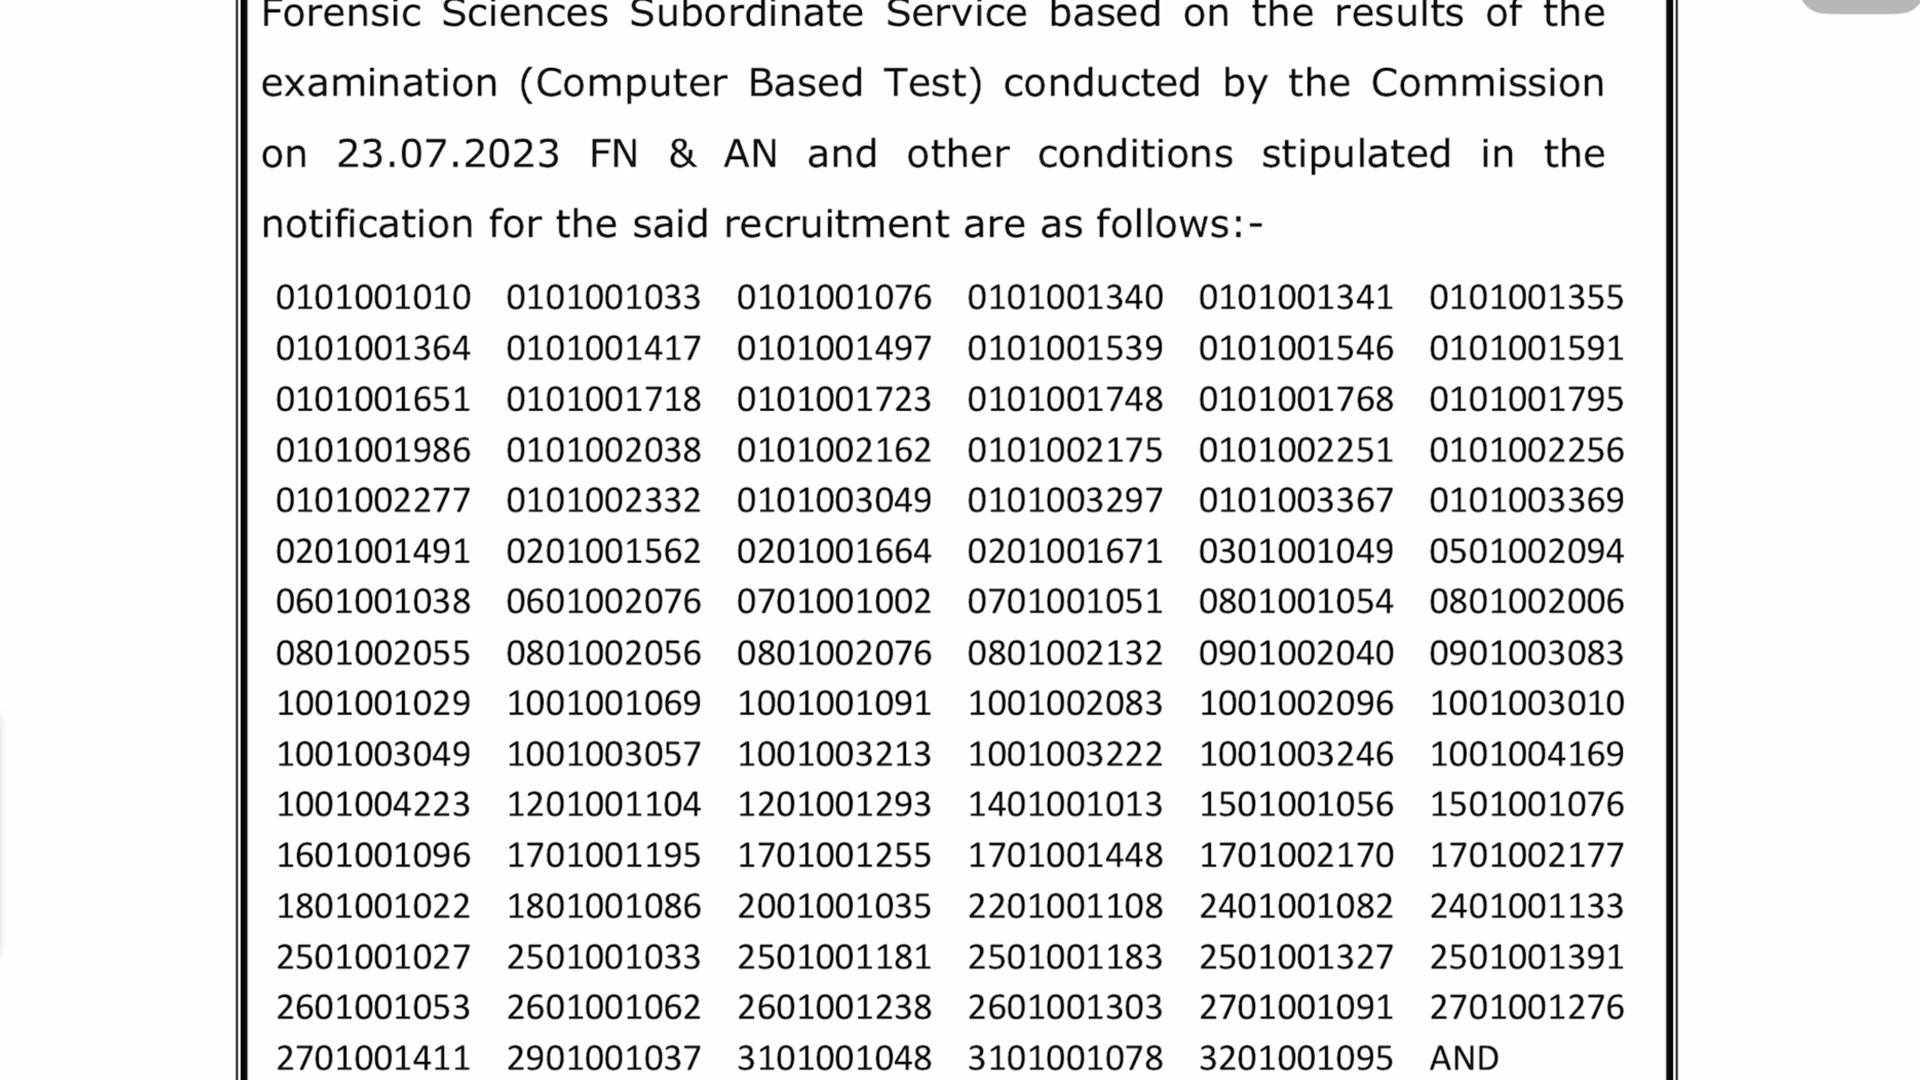 Forensic Sciences Subordinate Service based on the results of the
examination (Computer Based Test) conducted by the Commission
on 23.07.2023 FN & AN and other conditions stipulated in the
notification for the said recruitment are as follows:-
0101001010 0101001033 0101001076 0101001340 0101001341 0101001355
0101001364 0101001417 0101001497 0101001539 0101001546 0101001591
0101001651 0101001718 0101001723 0101001748 0101001768 0101001795
0101001986 0101002038 0101002162 0101002175 0101002251 0101002256
0101002277 0101002332 0101003049 0101003297 0101003367 0101003369
0201001491 0201001562 0201001664 0201001671 0301001049 0501002094
0601001038 0601002076 0701001002 0701001051 0801001054 0801002006
0801002055 0801002056 0801002076 0801002132 0901002040 0901003083
1001001029 1001001069 1001001091 1001002083 1001002096 1001003010
1001003049 1001003057 1001003213 1001003222 1001003246 1001004169
1001004223 1201001104 1201001293 1401001013 1501001056 1501001076
1601001096 1701001195 1701001255 1701001448 1701002170 1701002177
1801001022 1801001086 2001001035 2201001108 2401001082 2401001133
2501001027 2501001033 2501001181 2501001183 2501001327 2501001391
2601001053 2601001062 2601001238 2601001303 2701001091 2701001276
2701001411 2901001037 3101001048 3101001078 3201001095 AND